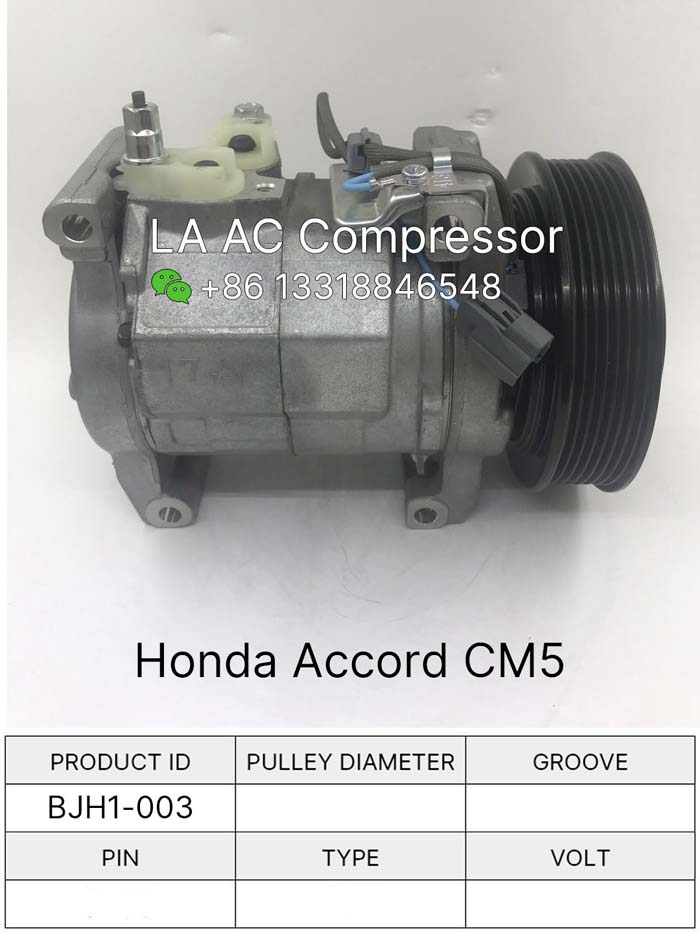 LA AC Compressor
+86 13318846548
Honda Accord CM5
PRODUCT ID PULLEY DIAMETER GROOVE
BJH1-003
PIN TYPE VOLT